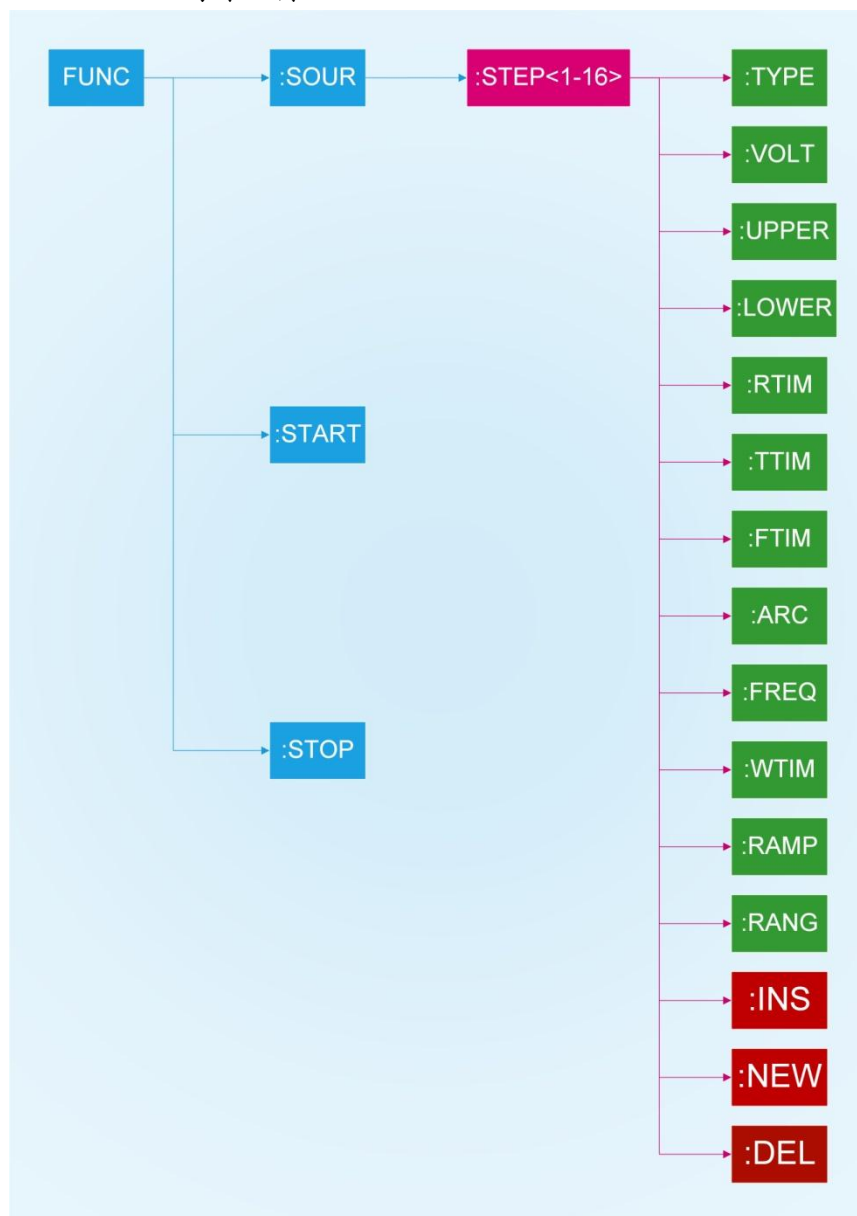 FUNC
:SOUR
:STEP<1-16>
:TYPE
:VOLT
:UPPER
:LOWER
:RTIM
:START
:TTIM
:FTIM
:ARC
:FREQ
:STOP
:WTIM
:RAMP
:RANG
:INS
:NEW
:DEL